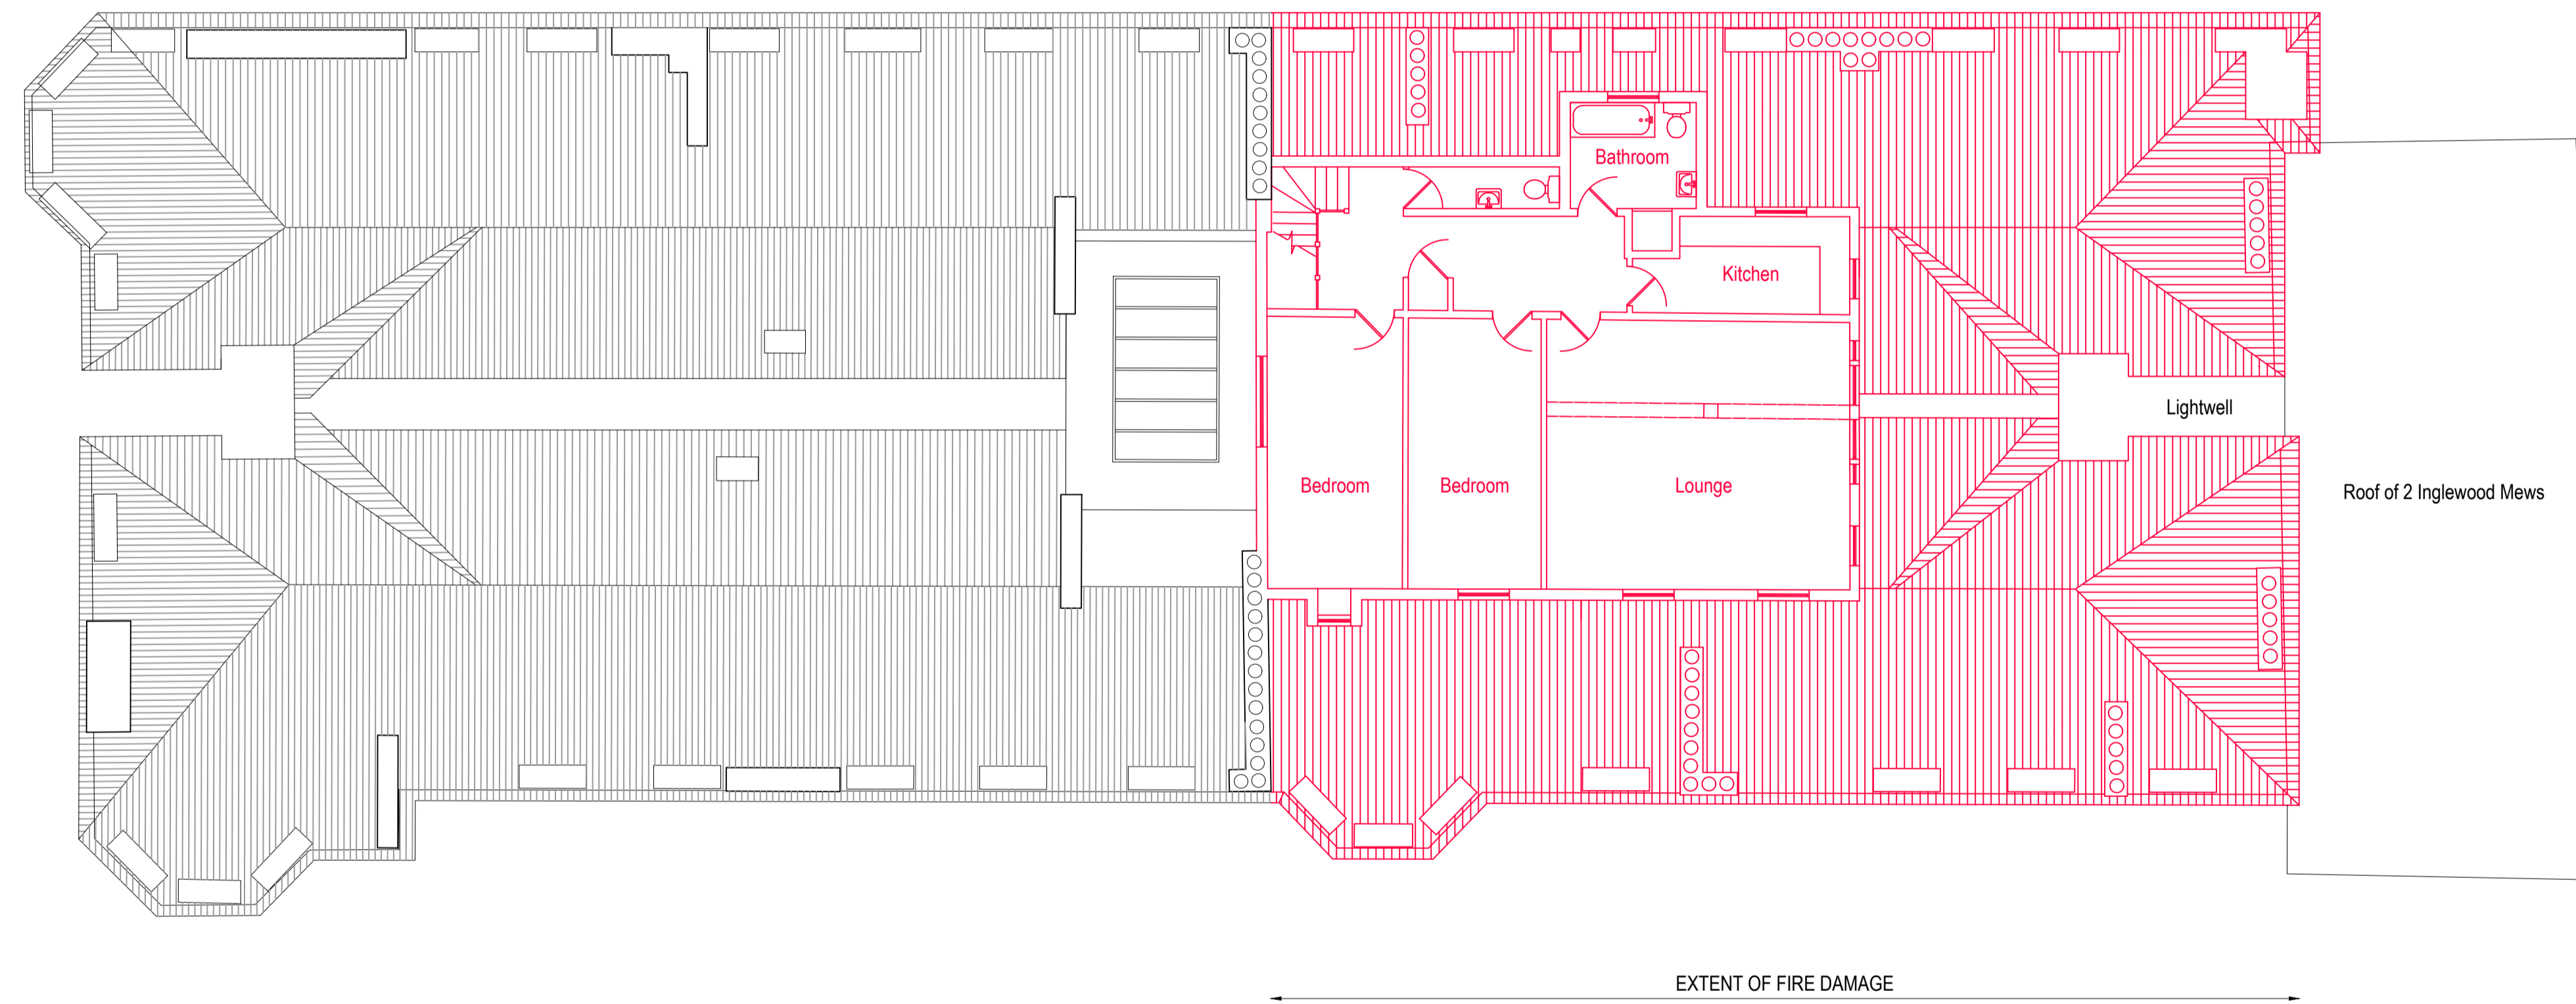 Bathroom
Kitchen
Lightwell
Bedroom
Bedroom
Lounge
Roof of 2 Inglewood Mews
EXTENT OF FIRE DAMAGE